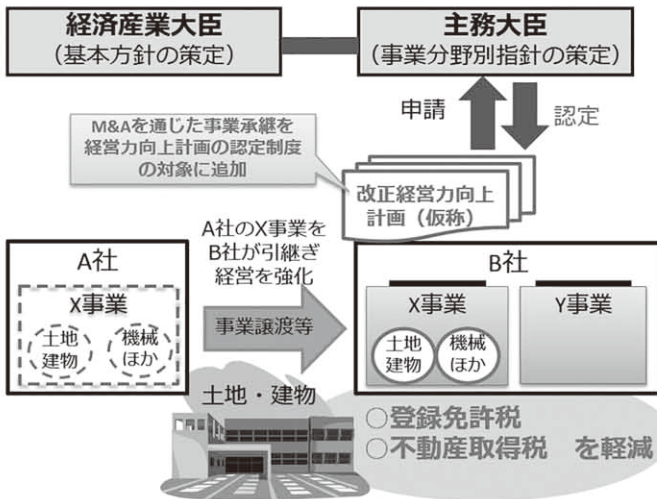 経済産業大臣
(基本方針の策定)
主務大臣
(事業分野別指針の策定)
申請
認定
M&Aを通じた事業承継を
経営力向上計画の認定制度
の対象に追加
改正経営力向上
計画（仮称）
A社のX事業を
B社が引継ぎ
経営を強化
A社
X事業
土地
建物
機械
ほか
事業譲渡等
B社
X事業
土地
建物
機械
ほか
Y事業
土地・建物
○登録免許税
○不動産取得税 を軽減